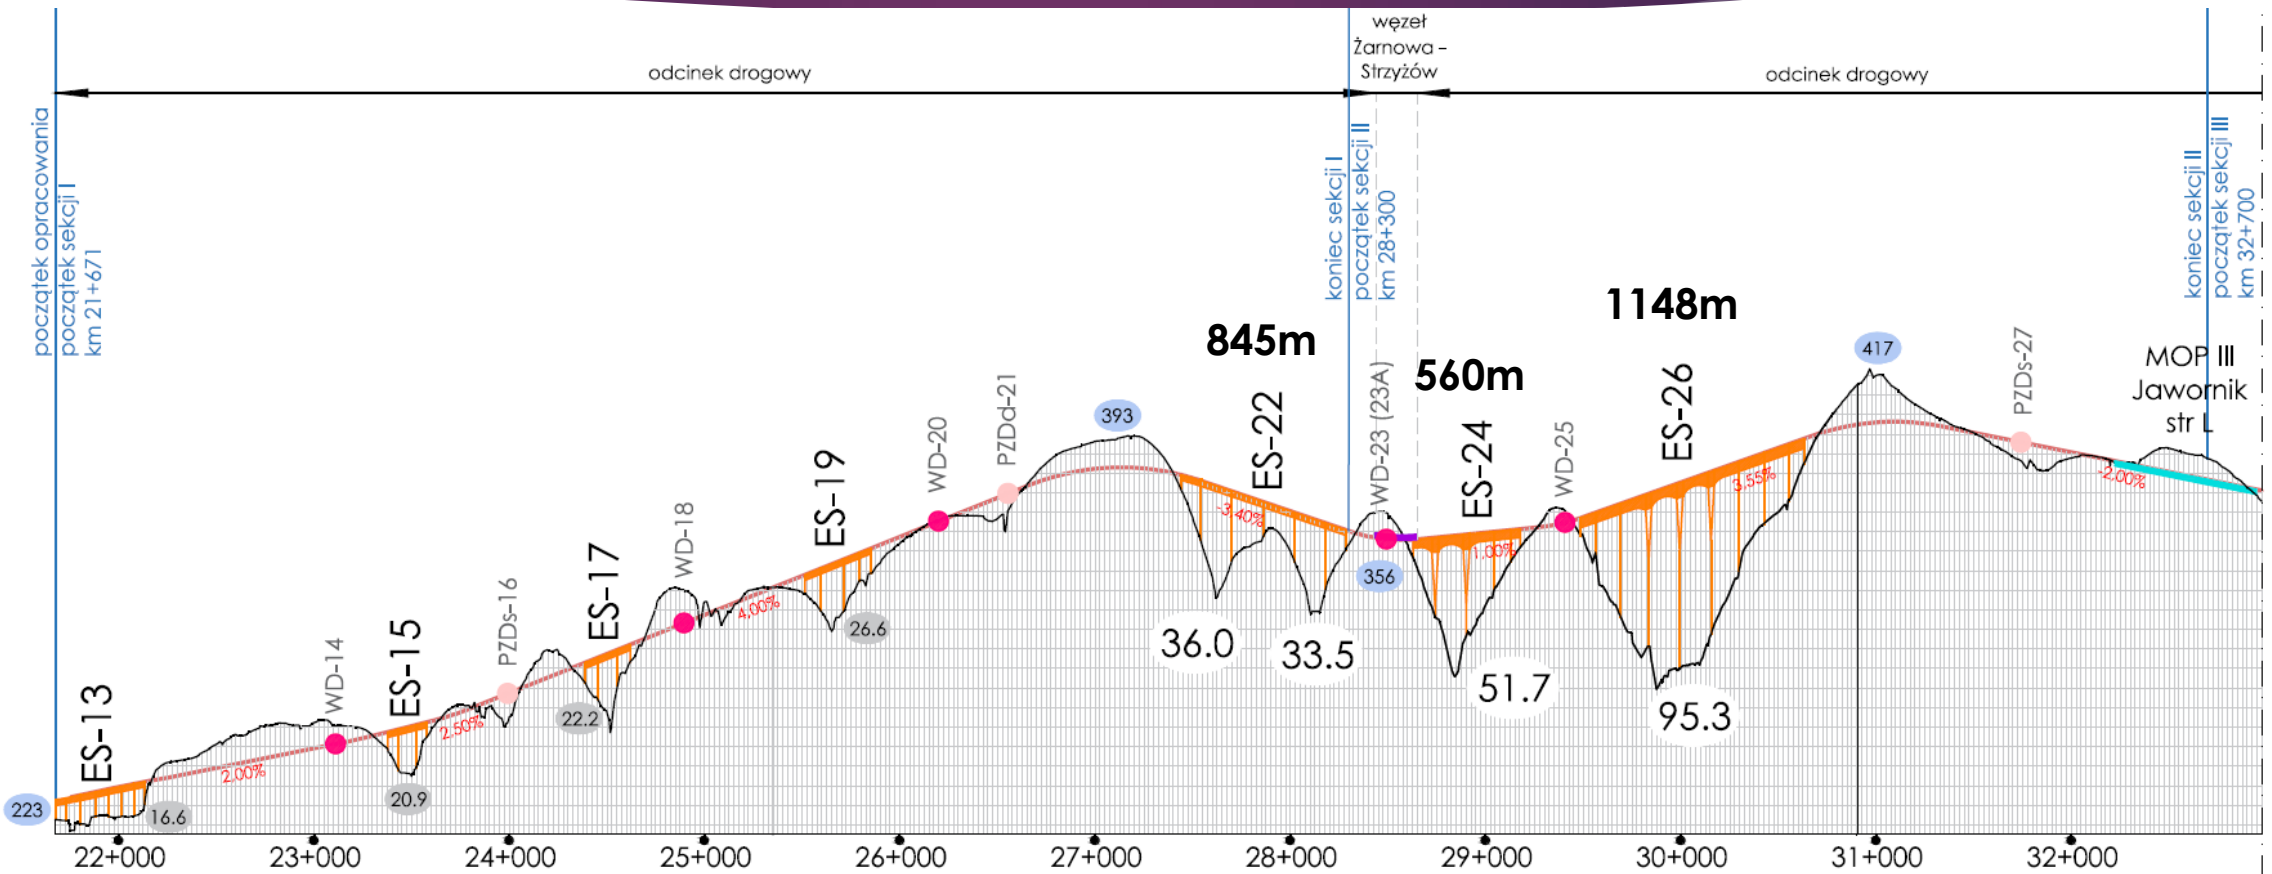 węzeł
Żarnowa –
Strzyżów
odcinek drogowy
odcinek drogowy
początek opracowania
początek sekcji I
km 21+671
koniec sekcji I
początek sekcji II
km 28+300
koniec sekcji II
początek sekcji III
km 32+700
1148m
845m
560m
417
393
356
223
MOP III
Jawornik
str L
ES-13
WD-14
ES-15
PZDs-16
ES-17
WD-18
ES-19
WD-20
PZDd-21
ES-22
WD-23 (23A)
ES-24
WD-25
ES-26
PZDs-27
2,00%
2,50%
4,00%
-3,40%
1,00%
3,55%
-2,00%
16.6
20.9
22.2
26.6
36.0
33.5
51.7
95.3
22+000
23+000
24+000
25+000
26+000
27+000
28+000
29+000
30+000
31+000
32+000